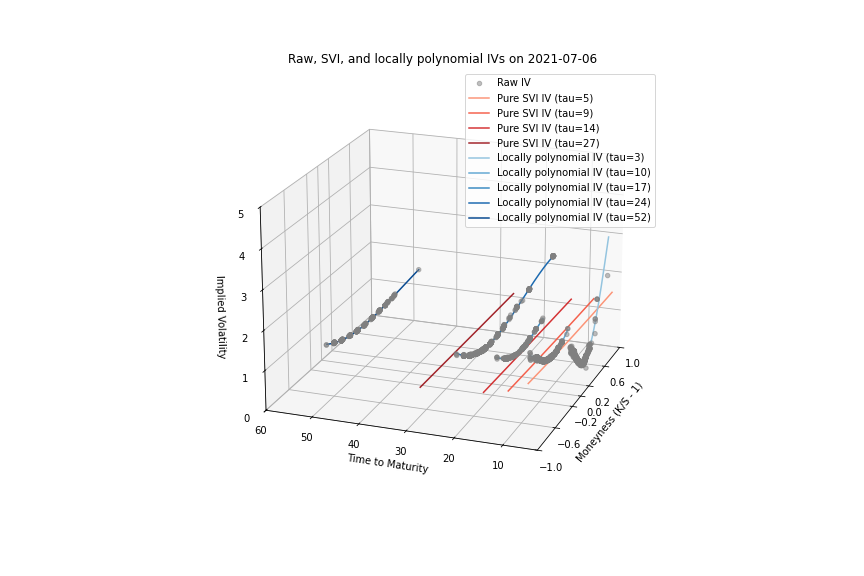 Raw, SVI, and locally polynomial IVs on 2021-07-06
Raw IV
Pure SVI IV (tau=5)
Pure SVI IV (tau=9)
Pure SVI IV (tau=14)
Pure SVI IV (tau=27)
Locally polynomial IV (tau=3)
Locally polynomial IV (tau=10)
Locally polynomial IV (tau=17)
Locally polynomial IV (tau=24)
Locally polynomial IV (tau=52)
5
4
3
2
1
0
Implied Volatility
60
50
40
30
20
10
Time to Maturity
−1.0
−0.6
−0.2
0.0
0.2
0.6
1.0
Moneyness (K/S - 1)